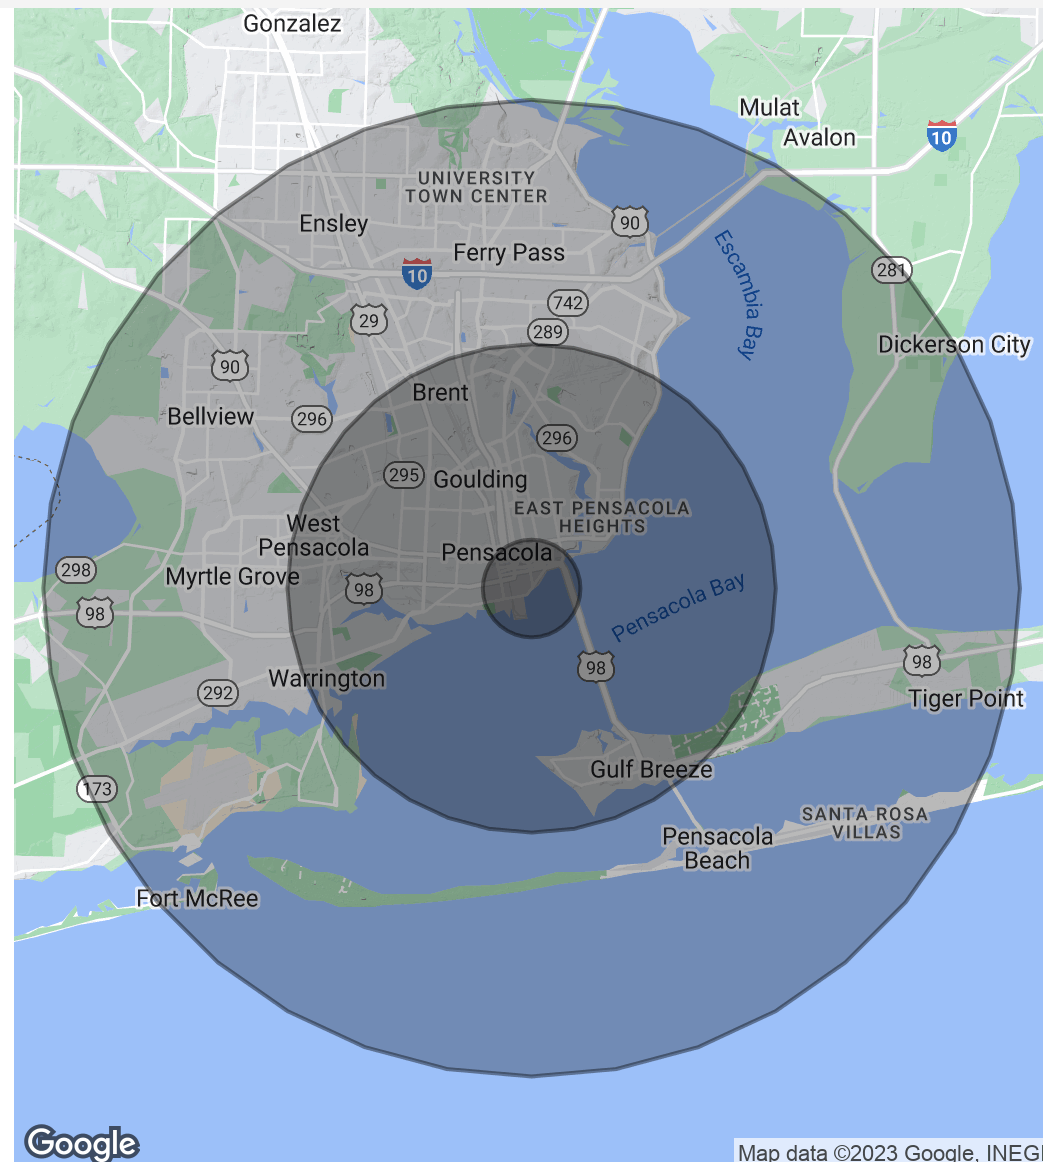 Gonzalez
Mulat
Avalon
10
UNIVERSITY
TOWN CENTER
Ensley
90
Ferry Pass
Escambia Bay
10
281
742
29
289
Dickerson City
90
Brent
Bellview
296
296
295
Goulding
EAST PENSACOLA
HEIGHTS
West
Pensacola
Pensacola
298
Myrtle Grove
98
98
Pensacola Bay
98
98
Warrington
292
Tiger Point
Gulf Breeze
173
SANTA ROSA
VILLAS
Pensacola
Beach
Fort McRee
Google
Map data ©2023 Google, INEGI